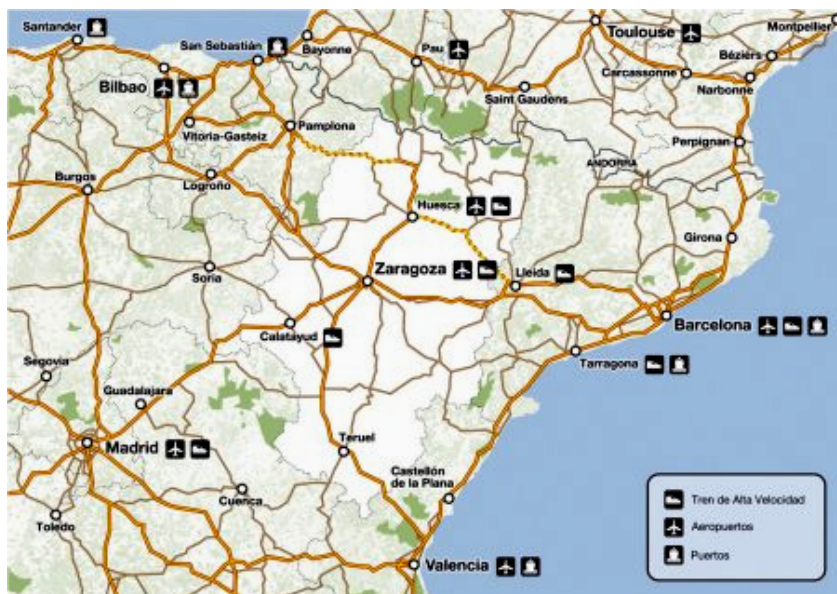 Santander
San Sebastián
Bayonne
Pau
Toulouse
Montpellier
Béziérs
Bilbao
Carcassonne
Narbonne
Saint Gaudens
Vitoria-Gasteiz
Pamplona
Perpignan
ANDORRA
Burgos
Logroño
Huesca
Girona
Soria
Zaragoza
Lleida
Calatayud
Barcelona
Segovia
Tarragona
Guadalajara
Madrid
Teruel
Castellón
de la Plana
Cuenca
Toledo
Valencia
Tren de Alta Velocidad
Aeropuertos
Puertos